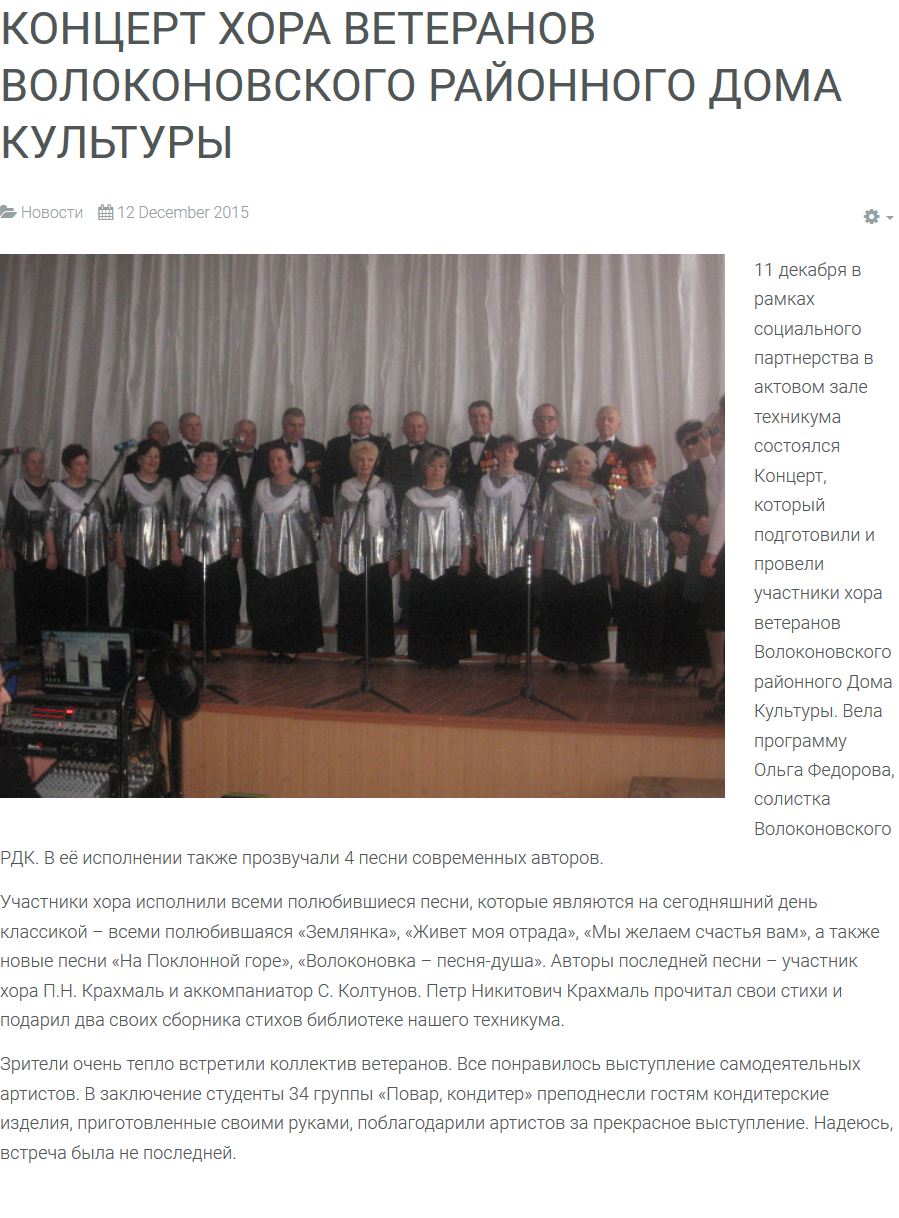 КОНЦЕРТ ХОРА ВЕТЕРАНОВ
ВОЛОКОНОВСКОГО РАЙОННОГО ДОМА
КУЛЬТУРЫ
Новости 12 December 2015
11 декабря в
рамках
социального
партнерства в
актовом зале
техникума
состоялся
Концерт,
который
подготовили и
провели
участники хора
ветеранов
Волоконовского
районного Дома
Культуры. Вела
программу
Ольга Федорова,
солистка
Волоконовского
РДК. В её исполнении также прозвучали 4 песни современных авторов.
Участники хора исполнили всеми полюбившиеся песни, которые являются на сегодняшний день
классикой – всеми полюбившаяся «Землянка», «Живет моя отрада», «Мы желаем счастья вам», а также
новые песни «На Поклонной горе», «Волоконовка – песня-душа». Авторы последней песни – участник
хора П.Н. Крахмаль и аккомпаниатор С. Колтунов. Петр Никитович Крахмаль прочитал свои стихи и
подарил два своих сборника стихов библиотеке нашего техникума.
Зрители очень тепло встретили коллектив ветеранов. Все понравилось выступление самодеятельных
артистов. В заключение студенты 34 группы «Повар, кондитер» преподнесли гостям кондитерские
изделия, приготовленные своими руками, поблагодарили артистов за прекрасное выступление. Надеюсь,
встреча была не последней.